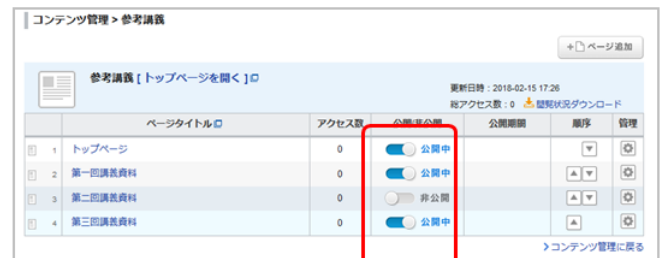 コンテンツ管理 > 参考講義
+ ページ追加
参考講義 [ トップページを開く ]
更新日時：2018-02-15 17:26
総アクセス数：0 閲覧状況ダウンロード
ページタイトル アクセス数 公開/非公開 公開期間 順序 管理
1 トップページ 0 公開中 ▼
2 第一回講義資料 0 公開中 ▲ ▼
3 第二回講義資料 0 非公開 ▲ ▼
4 第三回講義資料 0 公開中 ▲
コンテンツ管理に戻る